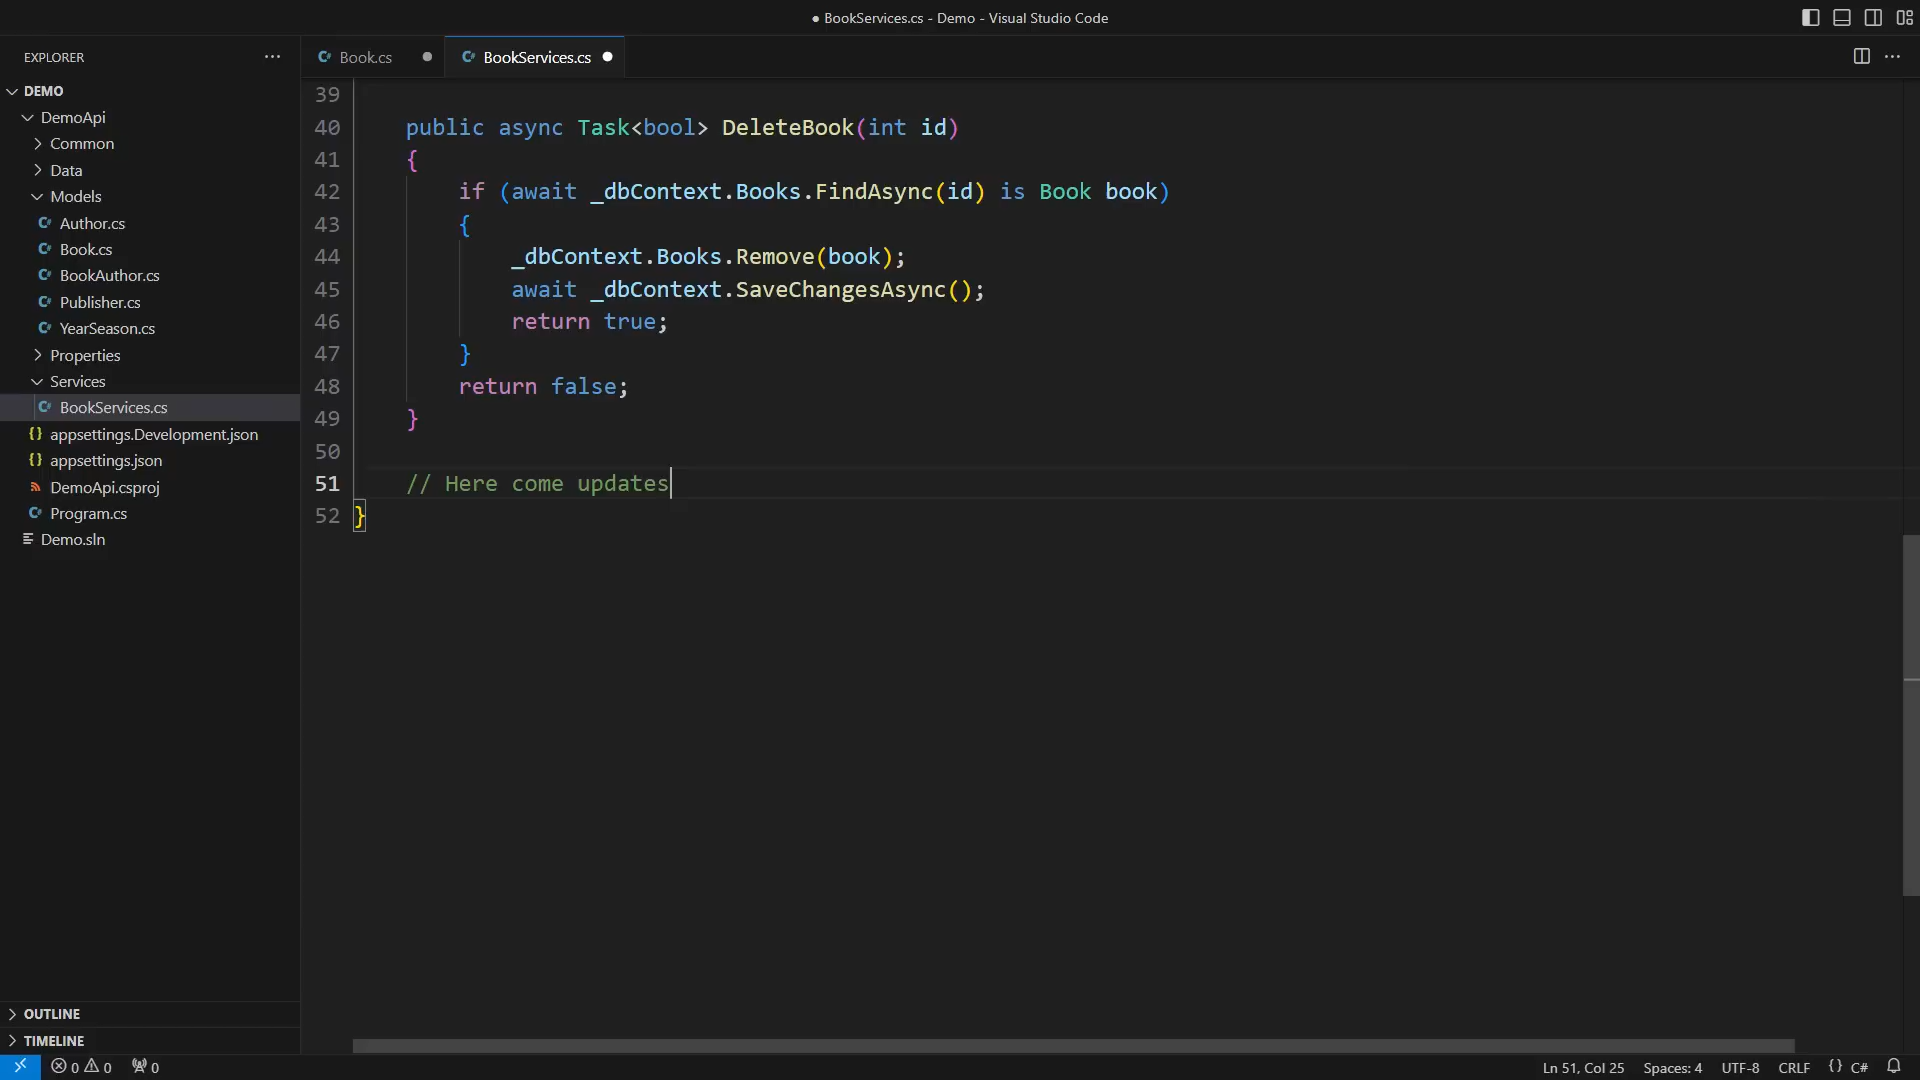 ● BookServices.cs - Demo - Visual Studio Code
EXPLORER
DEMO
DemoApi
Common
Data
Models
C# Author.cs
C# Book.cs
C# BookAuthor.cs
C# Publisher.cs
C# YearSeason.cs
Properties
Services
C# BookServices.cs
{} appsettings.Development.json
{} appsettings.json
DemoApi.csproj
C# Program.cs
Demo.sln
OUTLINE
TIMELINE
C# Book.cs ●
C# BookServices.cs ●
39
40 public async Task<bool> DeleteBook(int id)
41 {
42 if (await _dbContext.Books.FindAsync(id) is Book book)
43 {
44 _dbContext.Books.Remove(book);
45 await _dbContext.SaveChangesAsync();
46 return true;
47 }
48 return false;
49 }
50
51 // Here come updates
52 }
0 0 0
Ln 51, Col 25 Spaces: 4 UTF-8 CRLF {} C#